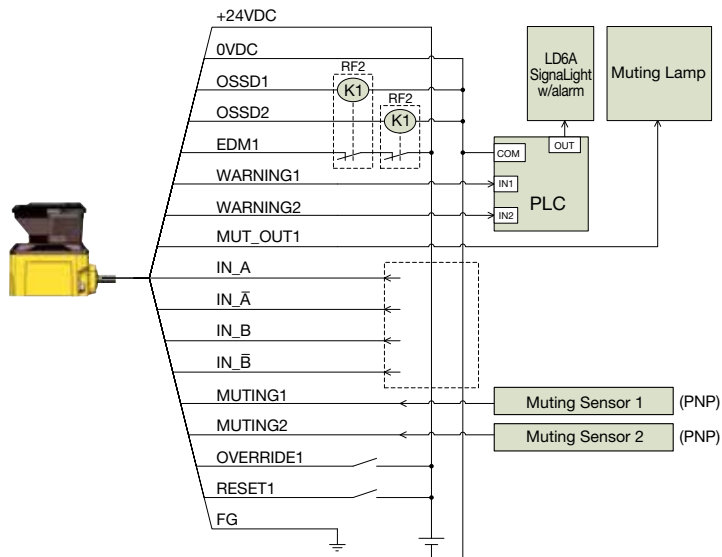 +24VDC
0VDC
OSSD1
RF2
K1
OSSD2
RF2
K1
EDM1
WARNING1
WARNING2
MUT_OUT1
IN_A
IN_A̅
IN_B
IN_B̅
MUTING1
MUTING2
OVERRIDE1
RESET1
FG
LD6A
SignaLight
w/alarm
Muting Lamp
OUT
COM
IN1
IN2
PLC
Muting Sensor 1 (PNP)
Muting Sensor 2 (PNP)